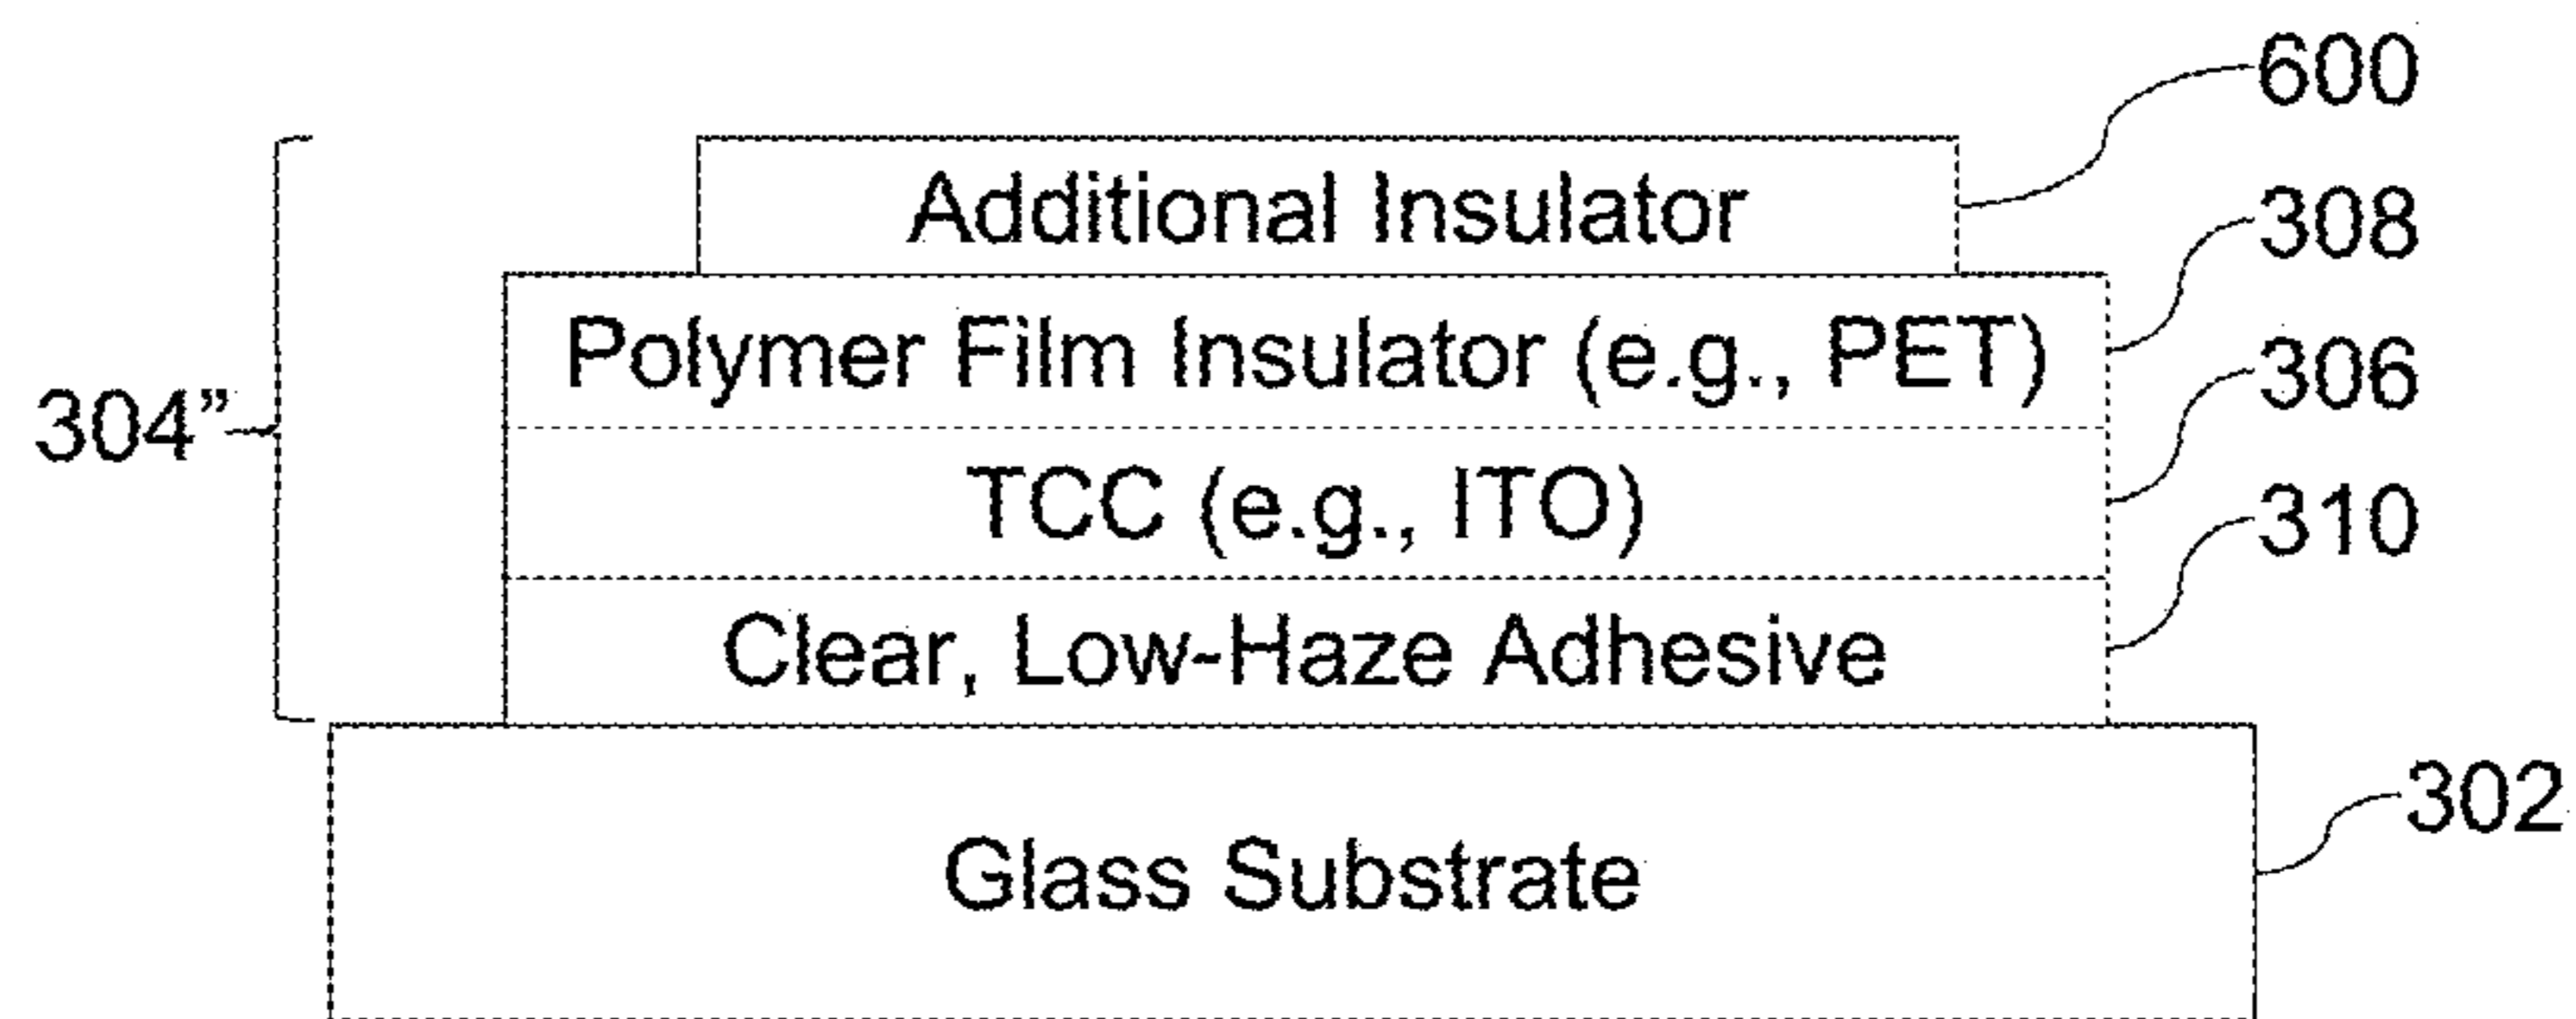 600
Additional Insulator
308
Polymer Film Insulator (e.g., PET)
306
304”
TCC (e.g., ITO)
310
Clear, Low-Haze Adhesive
302
Glass Substrate